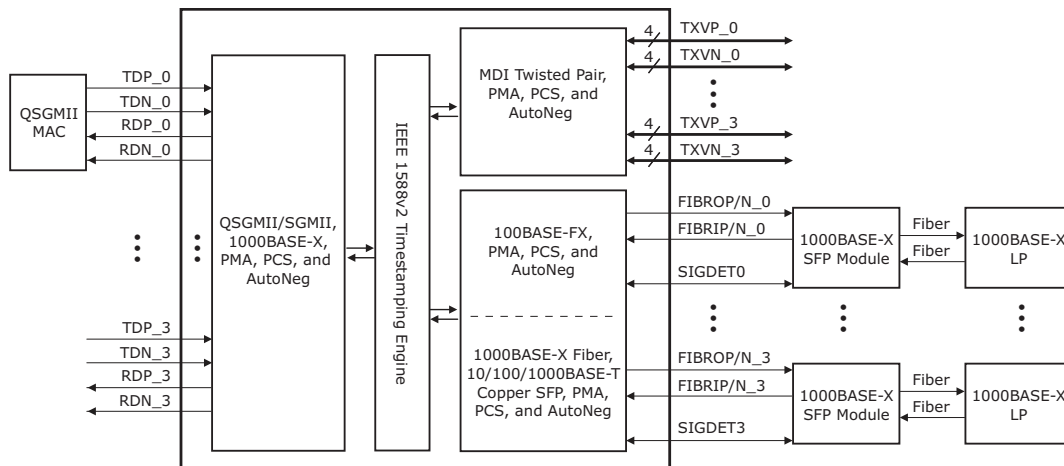 TDP_0
TDN_0
RDP_0
RDN_0
QSGMII
MAC
TDP_3
TDN_3
RDP_3
RDN_3
QSGMII/SGMII,
1000BASE-X,
PMA, PCS, and
AutoNeg
IEEE 1588v2 Timestamping Engine
MDI Twisted Pair,
PMA, PCS, and
AutoNeg
4
TXVP_0
4
TXVN_0
4
TXVP_3
4
TXVN_3
100BASE-FX,
PMA, PCS, and
AutoNeg
1000BASE-X Fiber,
10/100/1000BASE-T
Copper SFP, PMA,
PCS, and AutoNeg
FIBROP/N_0
FIBRIP/N_0
SIGDET0
1000BASE-X
SFP Module
Fiber
Fiber
1000BASE-X
LP
FIBROP/N_3
FIBRIP/N_3
SIGDET3
1000BASE-X
SFP Module
Fiber
Fiber
1000BASE-X
LP